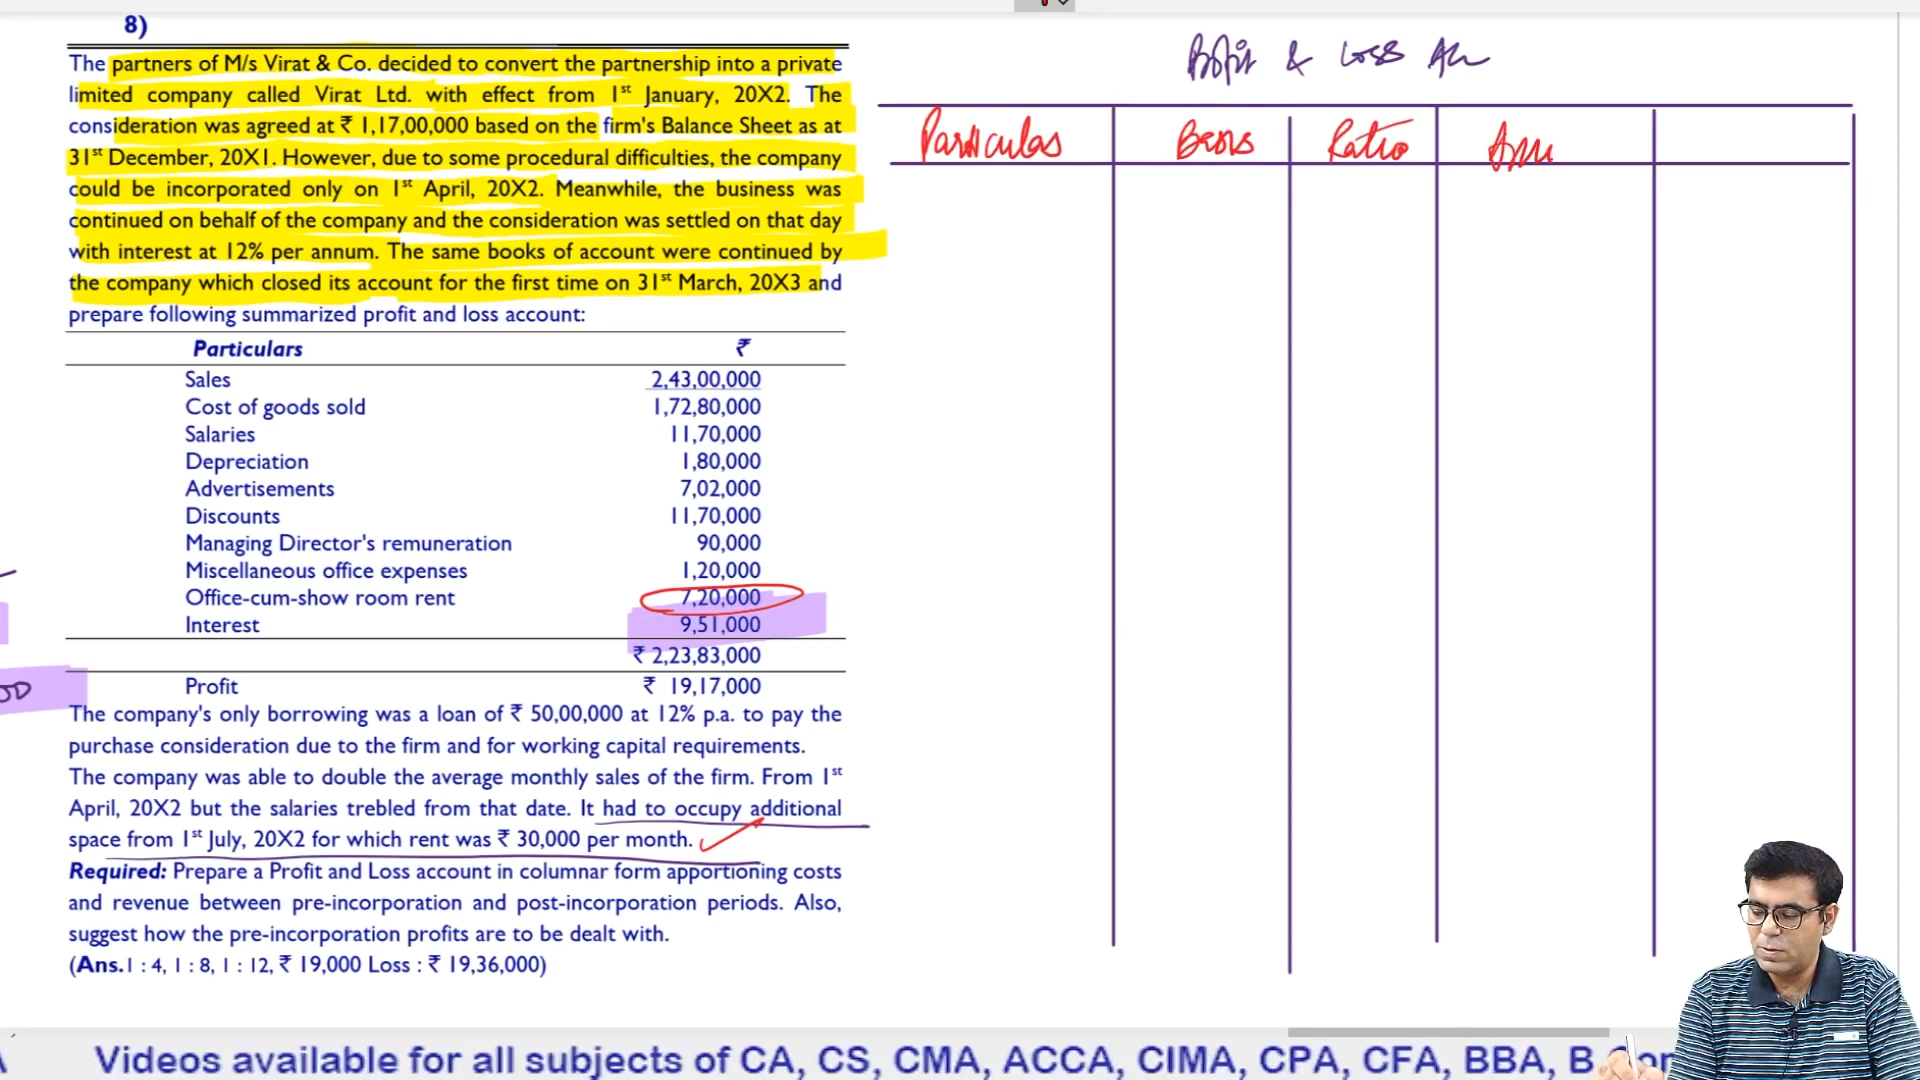 8)
The partners of M/s Virat & Co. decided to convert the partnership into a private
limited company called Virat Ltd. with effect from 1st January, 20X2. The
consideration was agreed at ₹ 1,17,00,000 based on the firm's Balance Sheet as at
31st December, 20X1. However, due to some procedural difficulties, the company
could be incorporated only on 1st April, 20X2. Meanwhile, the business was
continued on behalf of the company and the consideration was settled on that day
with interest at 12% per annum. The same books of account were continued by
the company which closed its account for the first time on 31st March, 20X3 and
prepare following summarized profit and loss account:
Particulars ₹
Sales 2,43,00,000
Cost of goods sold 1,72,80,000
Salaries 11,70,000
Depreciation 1,80,000
Advertisements 7,02,000
Discounts 11,70,000
Managing Director's remuneration 90,000
Miscellaneous office expenses 1,20,000
Office-cum-show room rent 7,20,000
Interest 9,51,000
₹ 2,23,83,000
Profit ₹ 19,17,000
The company's only borrowing was a loan of ₹ 50,00,000 at 12% p.a. to pay the
purchase consideration due to the firm and for working capital requirements.
The company was able to double the average monthly sales of the firm. From 1st
April, 20X2 but the salaries trebled from that date. It had to occupy additional
space from 1st July, 20X2 for which rent was ₹ 30,000 per month.
Required: Prepare a Profit and Loss account in columnar form apportioning costs
and revenue between pre-incorporation and post-incorporation periods. Also,
suggest how the pre-incorporation profits are to be dealt with.
(Ans.1 : 4, 1 : 8, 1 : 12, ₹ 19,000 Loss : ₹ 19,36,000)
Profit & Loss A/c
Particulars Ratio
Videos available for all subjects of CA, CS, CMA, ACCA, CIMA, CPA, CFA, BBA, B